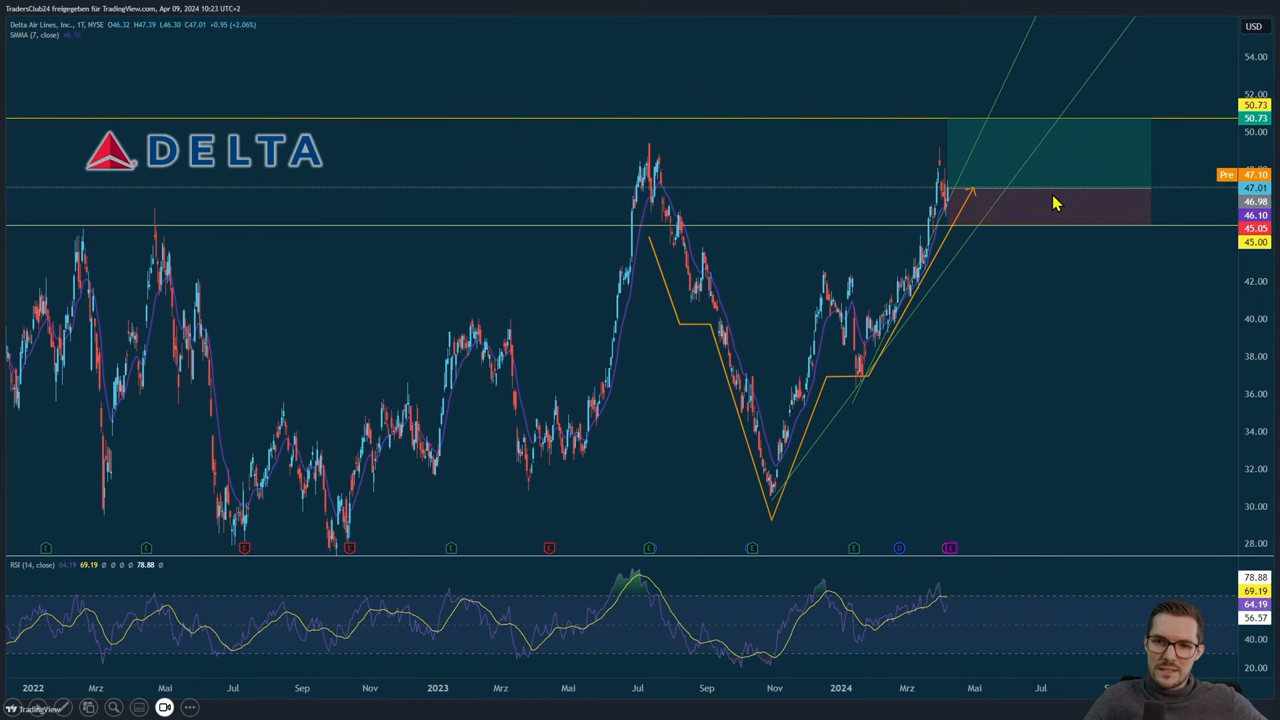 TradersClub24 freigegeben für TradingView.com, Apr 09, 2024 10:23 UTC+2
Delta Air Lines, Inc., 1T, NYSE O46.32 H47.39 L46.30 C47.01 +0.95 (+2.06%)
SMMA (7, close) 46.10
USD
DELTA
54.00
52.00
50.73
50.73
50.00
Pre 47.10
47.01
46.98
46.10
45.05
45.00
42.00
40.00
38.00
36.00
34.00
32.00
30.00
28.00
E E E E E E E E E E D E
RSI (14, close) 64.19 69.19 Ø Ø Ø Ø 78.88 Ø
78.88
69.19
64.19
56.57
40.00
20.00
2022 Mrz Mai Jul Sep Nov 2023 Mrz Mai Jul Sep Nov 2024 Mrz Mai Jul
TradingView